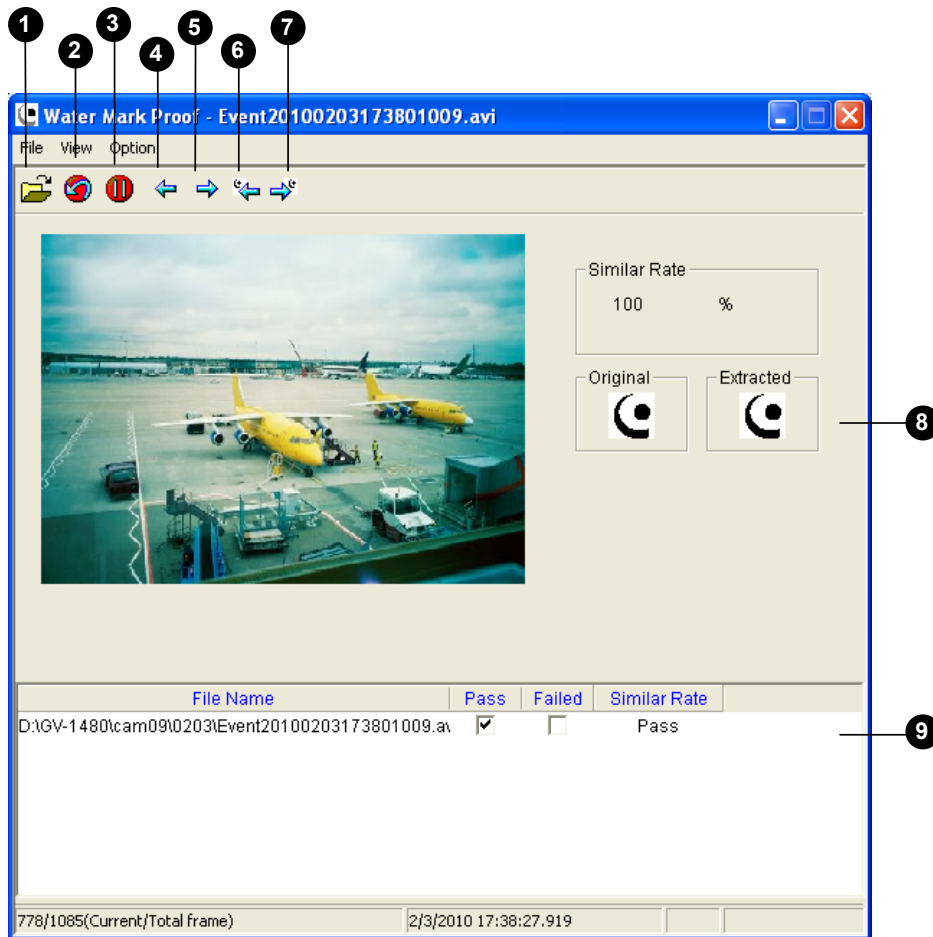 1
2
3
4
5
6
7
Water Mark Proof - Event20100203173801009.avi
File View Option
Similar Rate
100 %
Original Extracted
8
File Name Pass Failed Similar Rate
D:\GV-1480\cam09\0203\Event20100203173801009.a Pass
9
778/1085(Current/Total frame) 2/3/2010 17:38:27.919